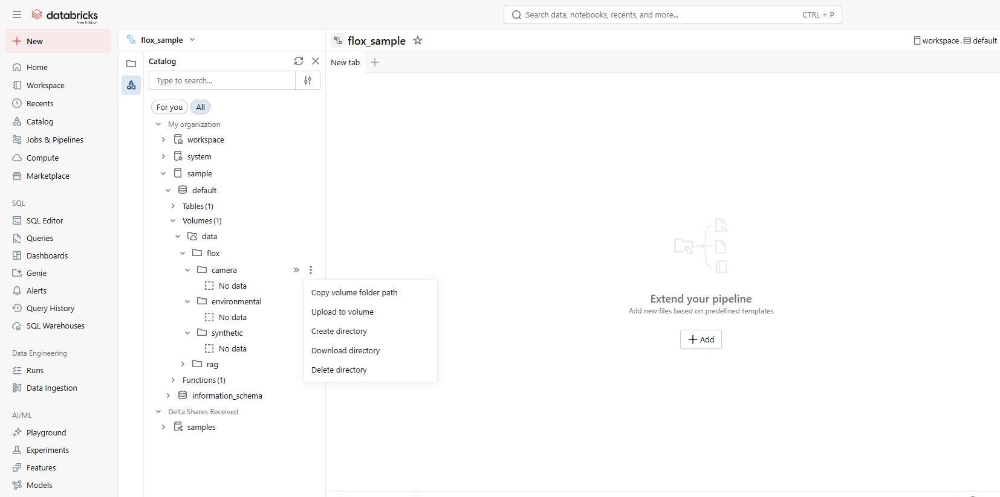 databricks
Free Edition
Search data, notebooks, recents, and more...
CTRL + P
New
Home
Workspace
Recents
Catalog
Jobs & Pipelines
Compute
Marketplace
SQL
SQL Editor
Queries
Dashboards
Genie
Alerts
Query History
SQL Warehouses
Data Engineering
Runs
Data Ingestion
AI/ML
Playground
Experiments
Features
Models
flox_sample
Catalog
Type to search...
For you
All
My organization
workspace
system
sample
default
Tables (1)
Volumes (1)
data
flox
camera
No data
environmental
No data
synthetic
No data
rag
Functions (1)
information_schema
Delta Shares Received
samples
Copy volume folder path
Upload to volume
Create directory
Download directory
Delete directory
flox_sample
workspace . default
New tab
Extend your pipeline
Add new files based on predefined templates
Add